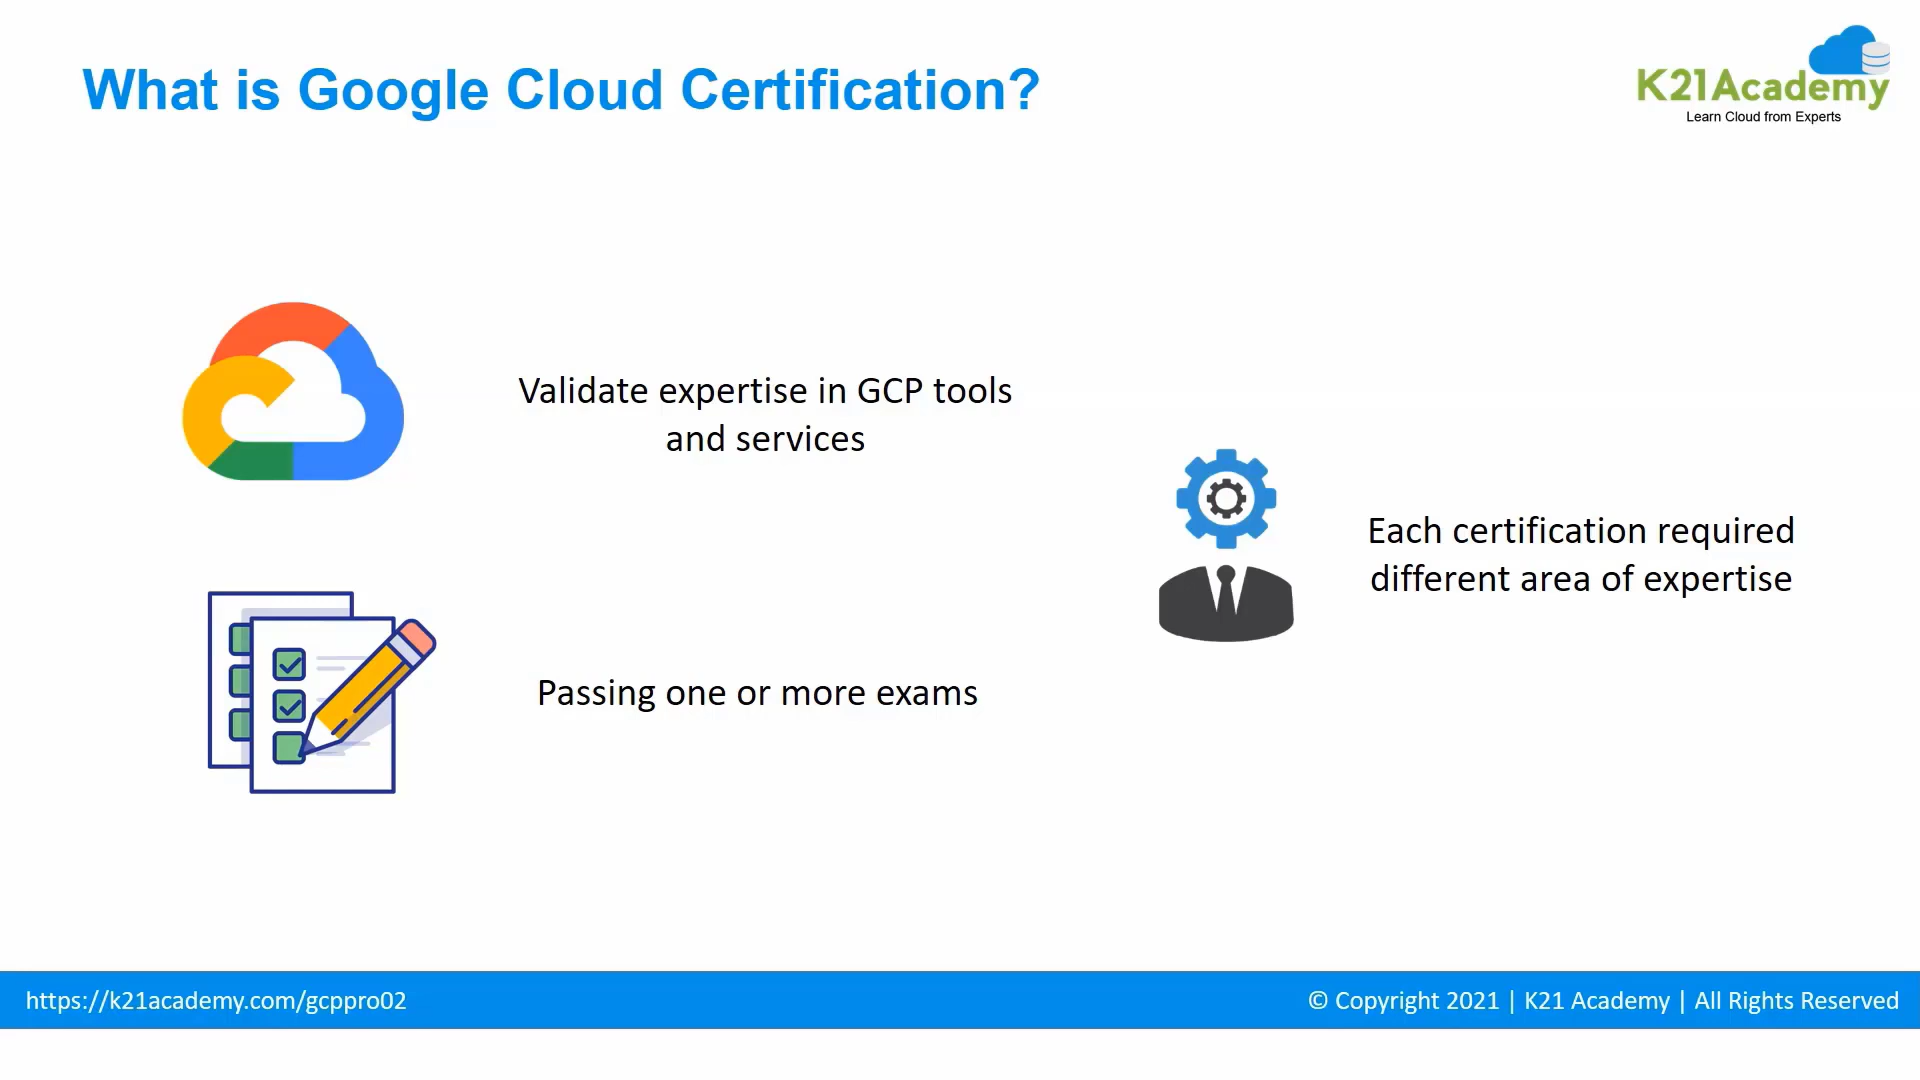 What is Google Cloud Certification?
K21Academy
Learn Cloud from Experts
Validate expertise in GCP tools
and services
Passing one or more exams
Each certification required
different area of expertise
https://k21academy.com/gcppro02
© Copyright 2021 | K21 Academy | All Rights Reserved